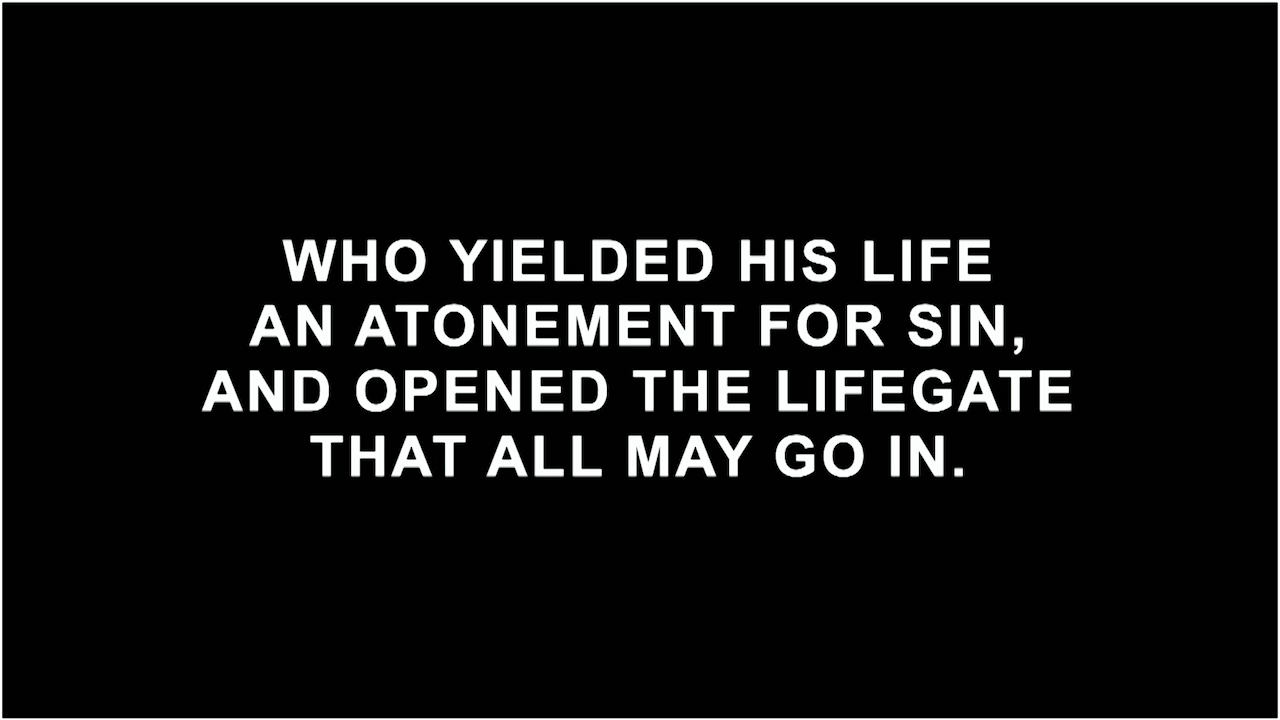 WHO YIELDED HIS LIFE
AN ATONEMENT FOR SIN,
AND OPENED THE LIFEGATE
THAT ALL MAY GO IN.